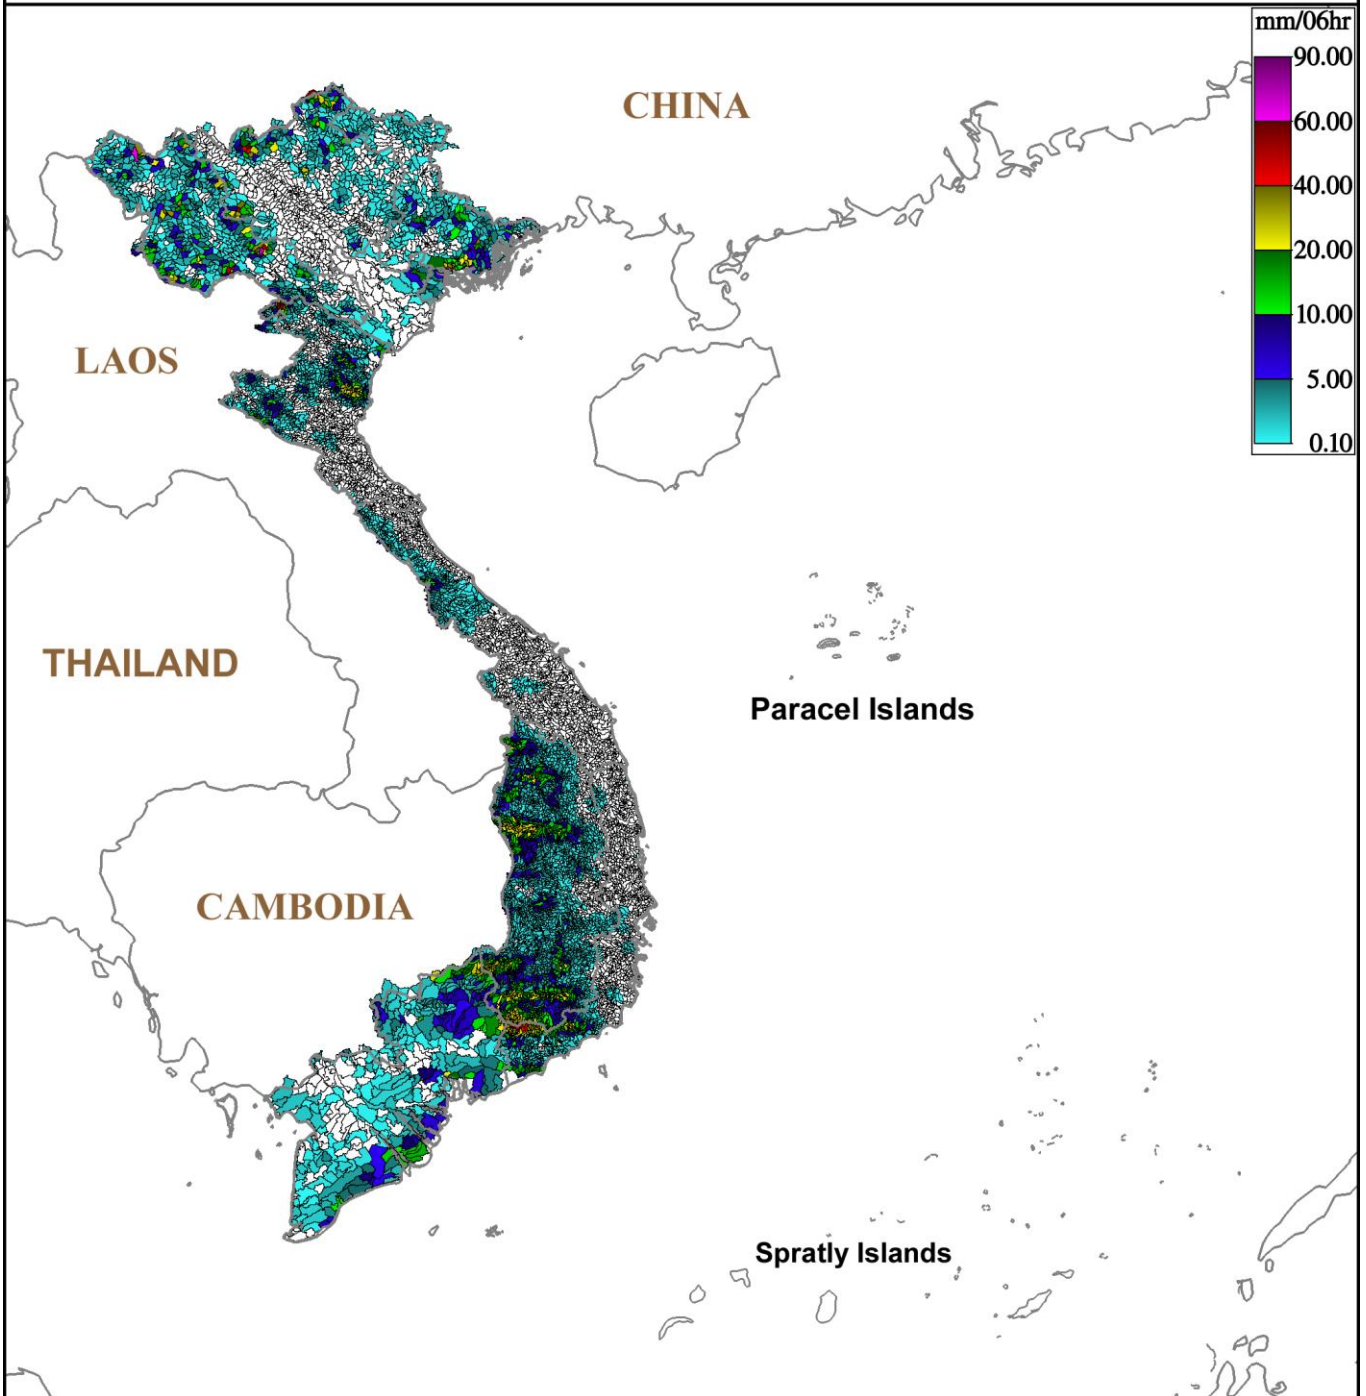 mm/06hr
90.00
CHINA
60.00
40.00
20.00
10.00
LAOS
5.00
0.10
THAILAND
Paracel Islands
CAMBODIA
Spratly Islands